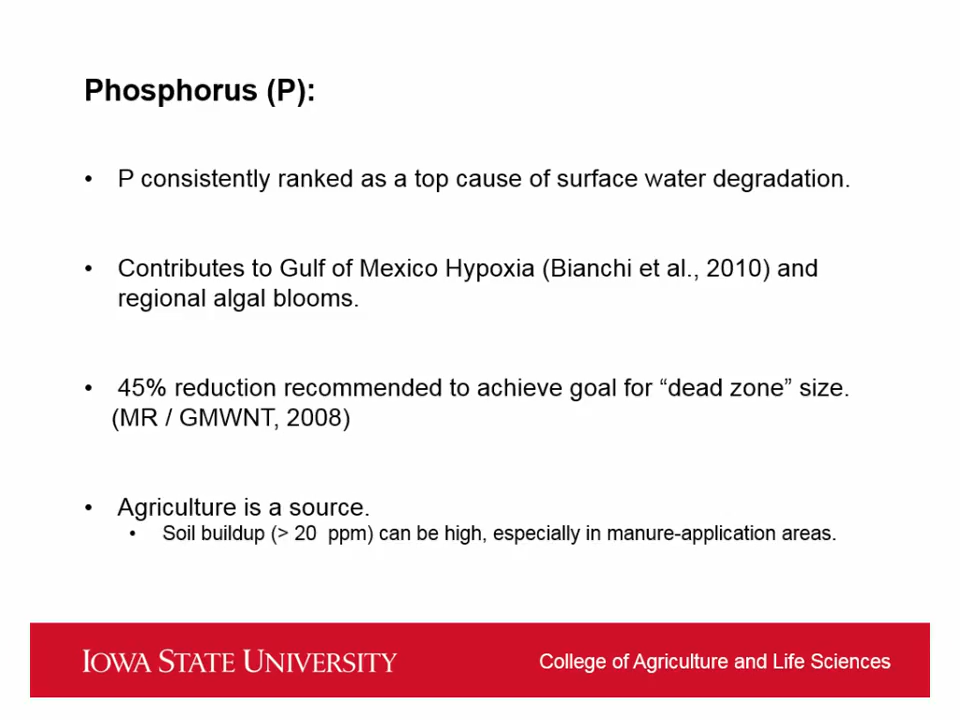 Phosphorus (P):
• P consistently ranked as a top cause of surface water degradation.
• Contributes to Gulf of Mexico Hypoxia (Bianchi et al., 2010) and
regional algal blooms.
• 45% reduction recommended to achieve goal for “dead zone” size.
(MR / GMWNT, 2008)
• Agriculture is a source.
• Soil buildup (> 20 ppm) can be high, especially in manure-application areas.
IOWA STATE UNIVERSITY
College of Agriculture and Life Sciences